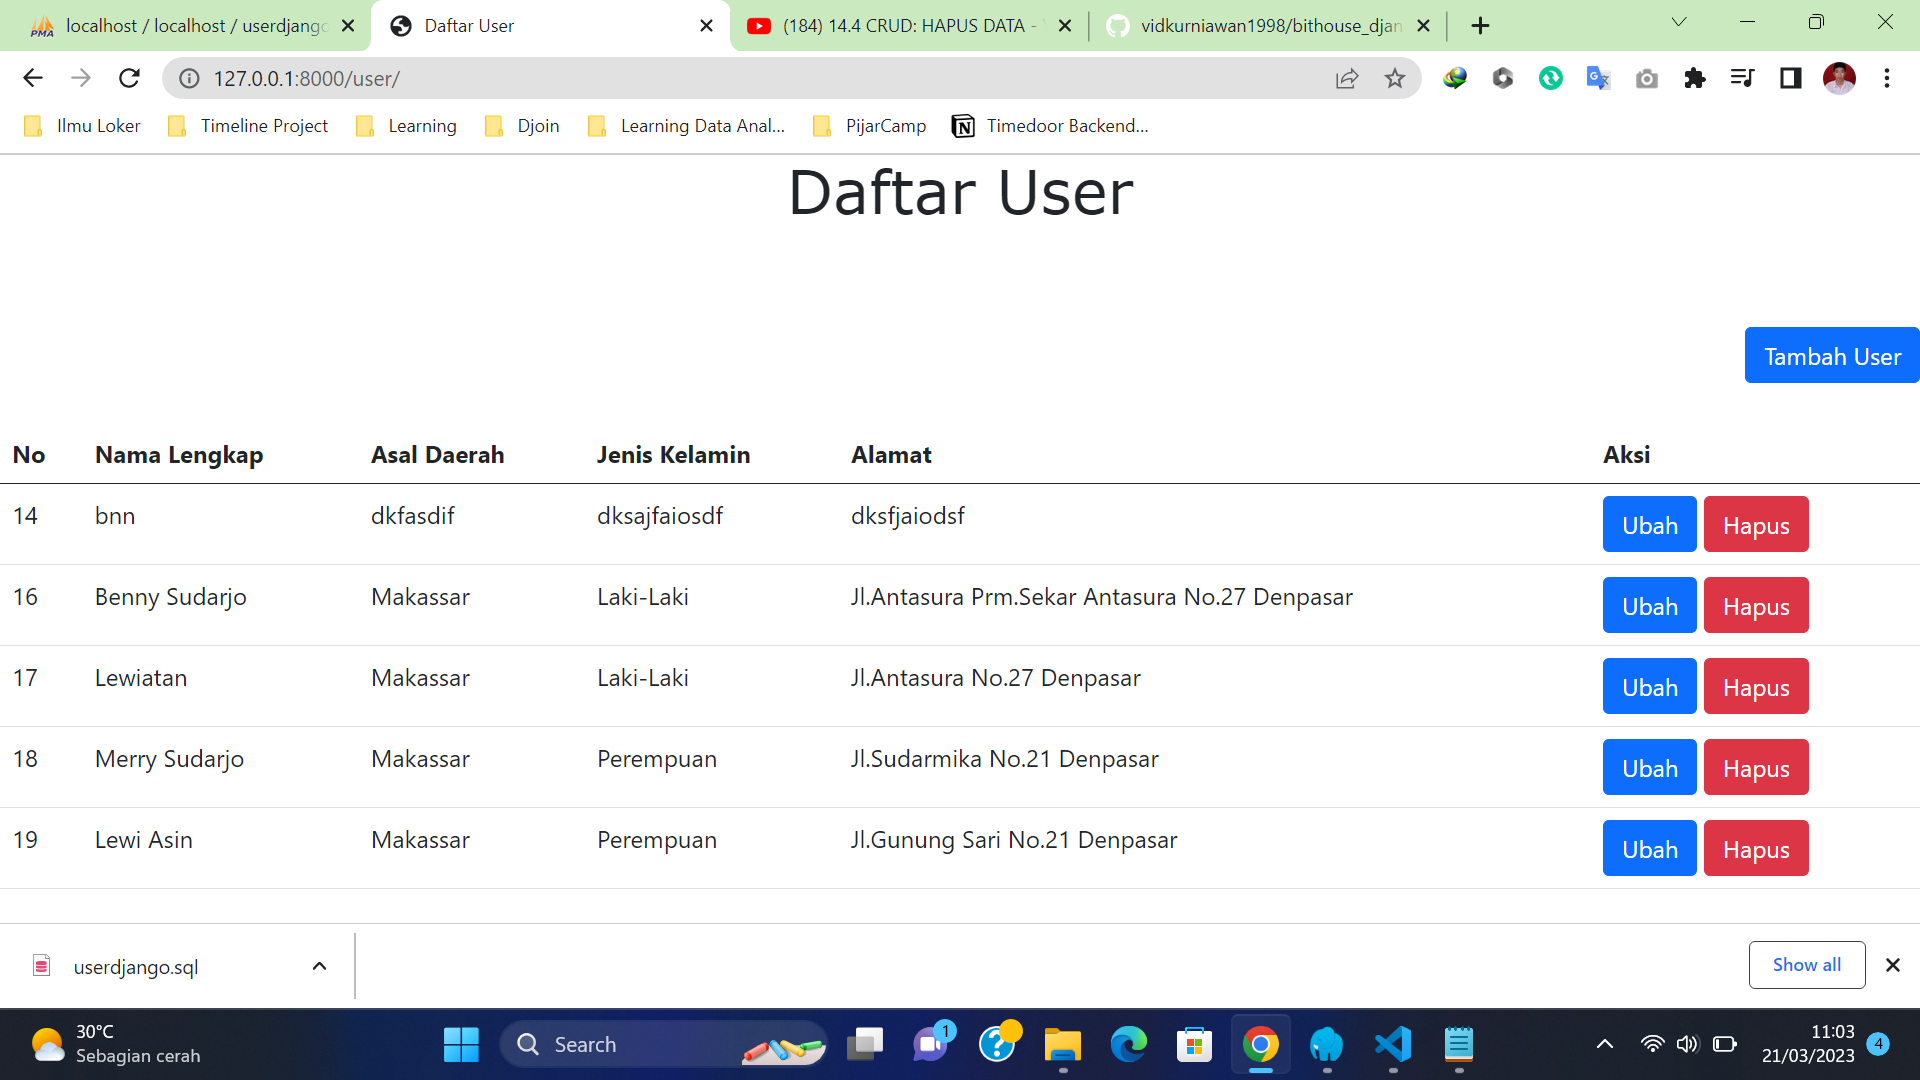 PMA localhost / localhost / userdjango
Daftar User
(184) 14.4 CRUD: HAPUS DATA -
vidkurniawan1998/bithouse_djan
127.0.0.1:8000/user/
Ilmu Loker
Timeline Project
Learning
Djoin
Learning Data Anal...
PijarCamp
Timedoor Backend...
Daftar User
Tambah User
No Nama Lengkap Asal Daerah Jenis Kelamin Alamat Aksi
14 bnn dkfasdif dksajfaiosdf dksfjaiodsf Ubah Hapus
16 Benny Sudarjo Makassar Laki-Laki Jl.Antasura Prm.Sekar Antasura No.27 Denpasar Ubah Hapus
17 Lewiatan Makassar Laki-Laki Jl.Antasura No.27 Denpasar Ubah Hapus
18 Merry Sudarjo Makassar Perempuan Jl.Sudarmika No.21 Denpasar Ubah Hapus
19 Lewi Asin Makassar Perempuan Jl.Gunung Sari No.21 Denpasar Ubah Hapus
userdjango.sql
Show all
30°C
Sebagian cerah
Search
1
11:03
21/03/2023
4